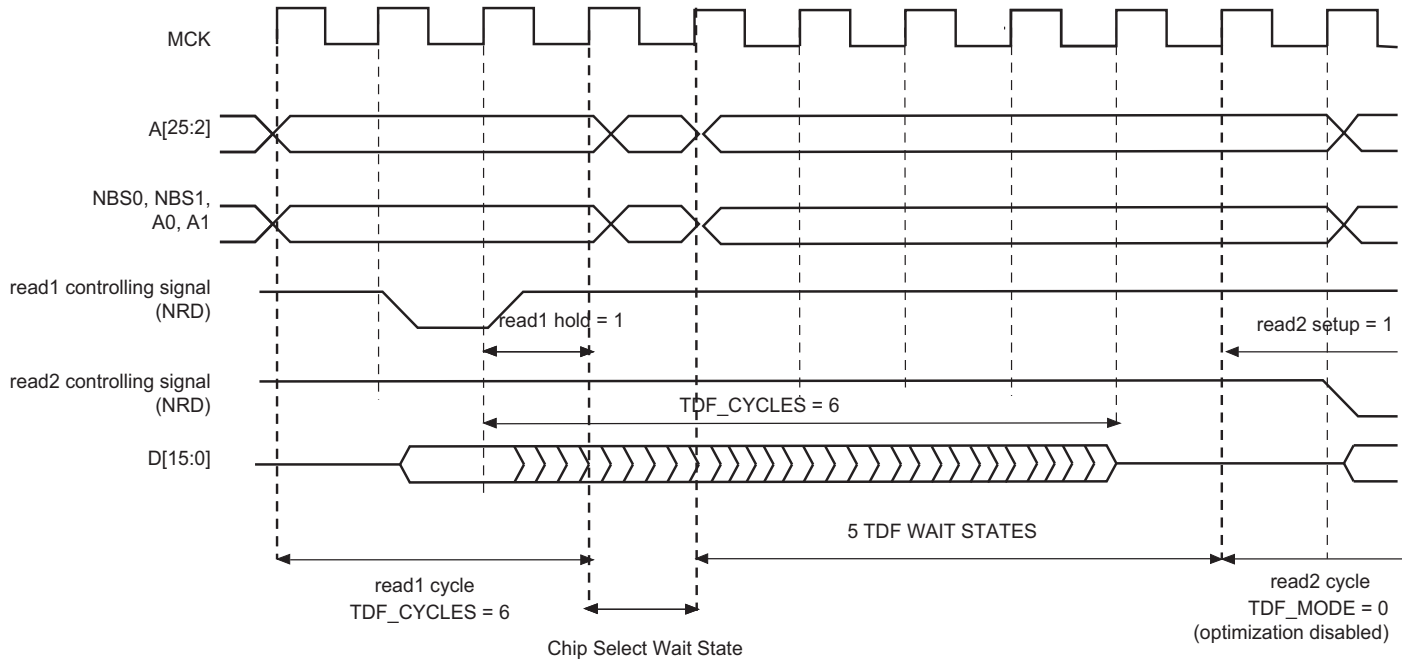 MCK
A[25:2]
NBS0, NBS1,
A0, A1
read1 controlling signal
(NRD)
read1 hold = 1
read2 setup = 1
read2 controlling signal
(NRD)
TDF_CYCLES = 6
D[15:0]
5 TDF WAIT STATES
read1 cycle
TDF_CYCLES = 6
Chip Select Wait State
read2 cycle
TDF_MODE = 0
(optimization disabled)